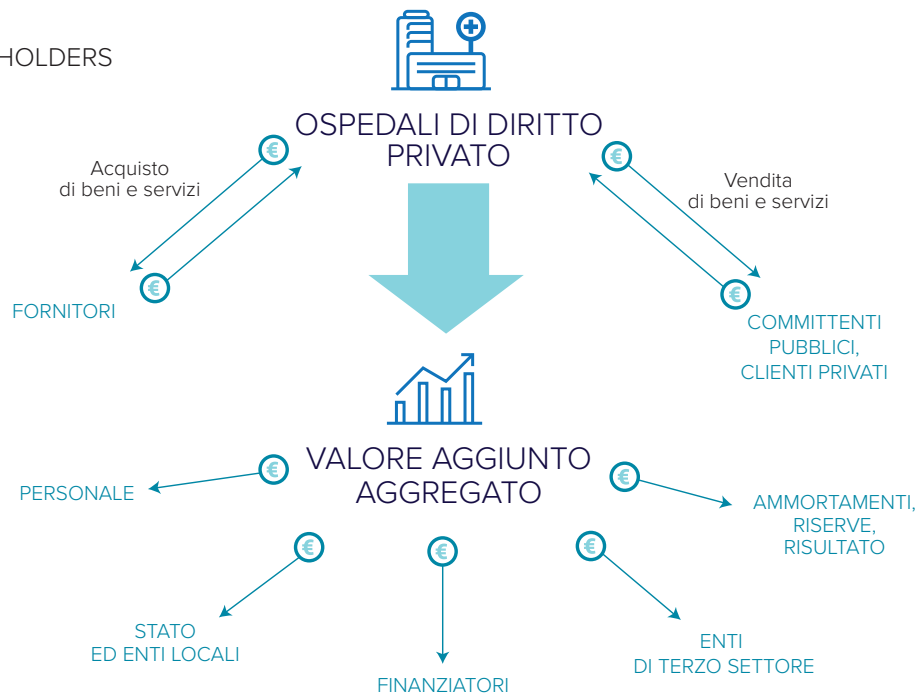 HOLDERS
OSPEDALI DI DIRITTO
PRIVATO
€
€
Acquisto
di beni e servizi
Vendita
di beni e servizi
€
€
FORNITORI
COMMITTENTI
PUBBLICI,
CLIENTI PRIVATI
VALORE AGGIUNTO
AGGREGATO
€
€
PERSONALE
AMMORTAMENTI,
RISERVE,
RISULTATO
€
€
€
STATO
ED ENTI LOCALI
FINANZIATORI
ENTI
DI TERZO SETTORE